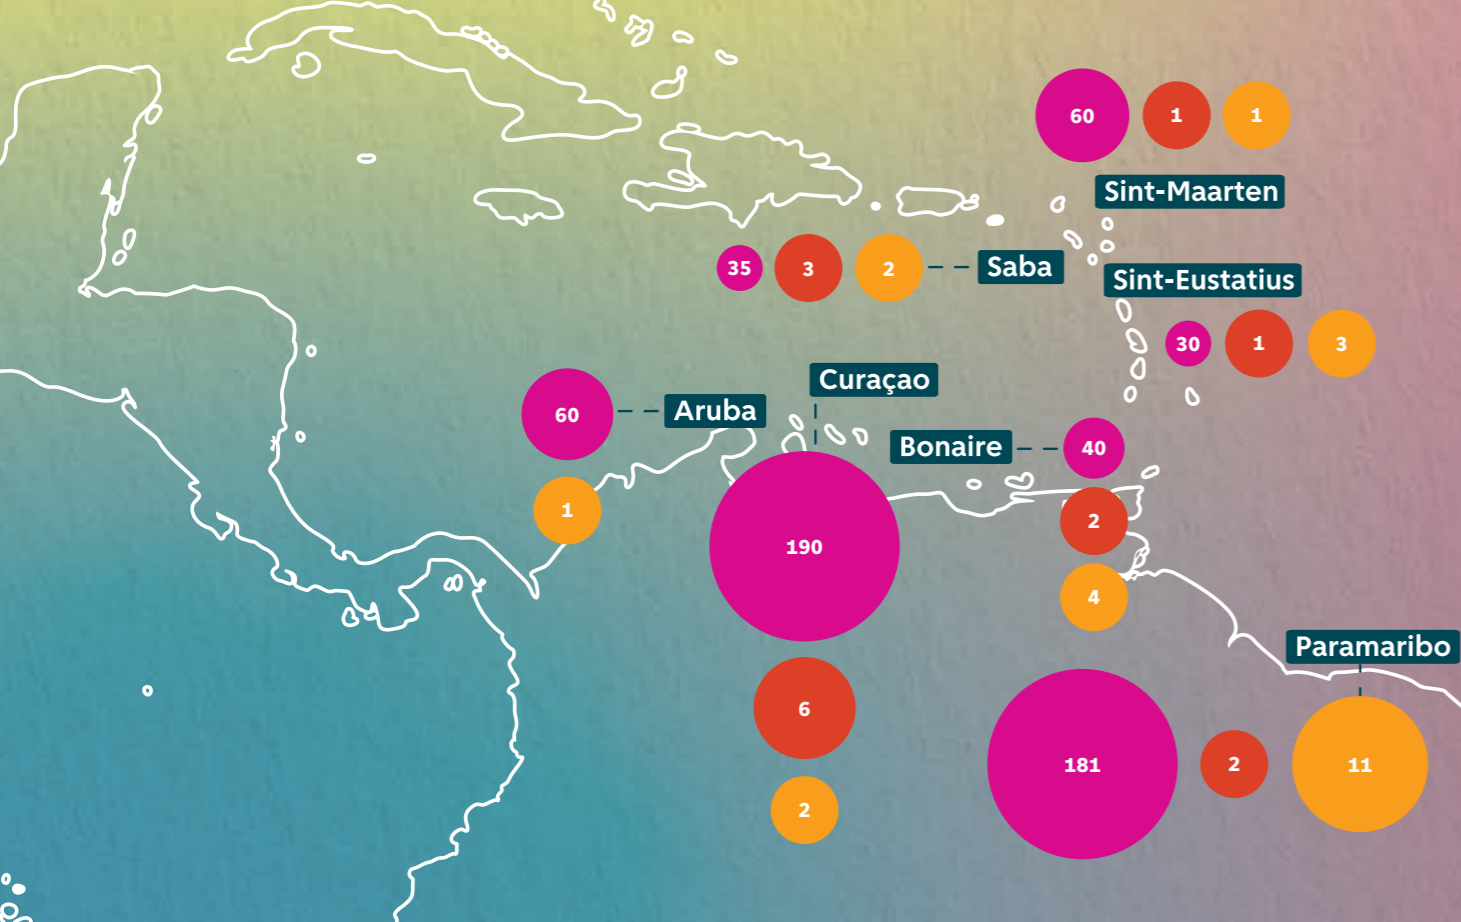 60 1 1
Sint-Maarten
35 3 2 Saba
Sint-Eustatius
30 1 3
Curaçao
60 Aruba
1
Bonaire 40
2
4
190
6
2
Paramaribo
181 2 11